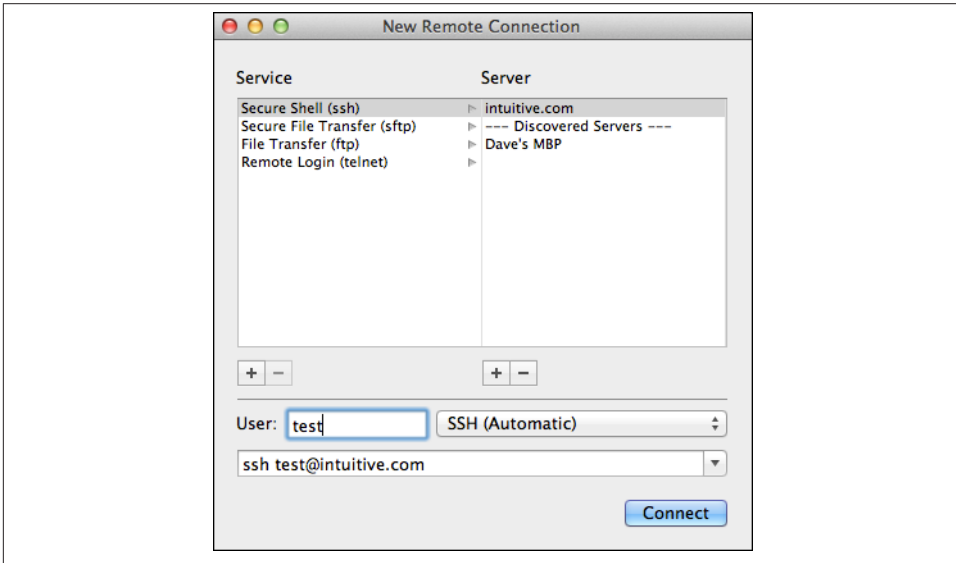 New Remote Connection
Service
Server
Secure Shell (ssh)
intuitive.com
Secure File Transfer (sftp)
--- Discovered Servers ---
File Transfer (ftp)
Dave's MBP
Remote Login (telnet)
User: test SSH (Automatic)
ssh test@intuitive.com
Connect